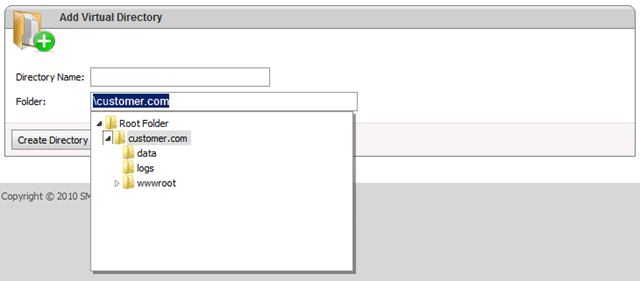 Add Virtual Directory
Directory Name:
Folder: \customer.com
Root Folder
customer.com
data
logs
wwwroot
Create Directory
Copyright © 2010